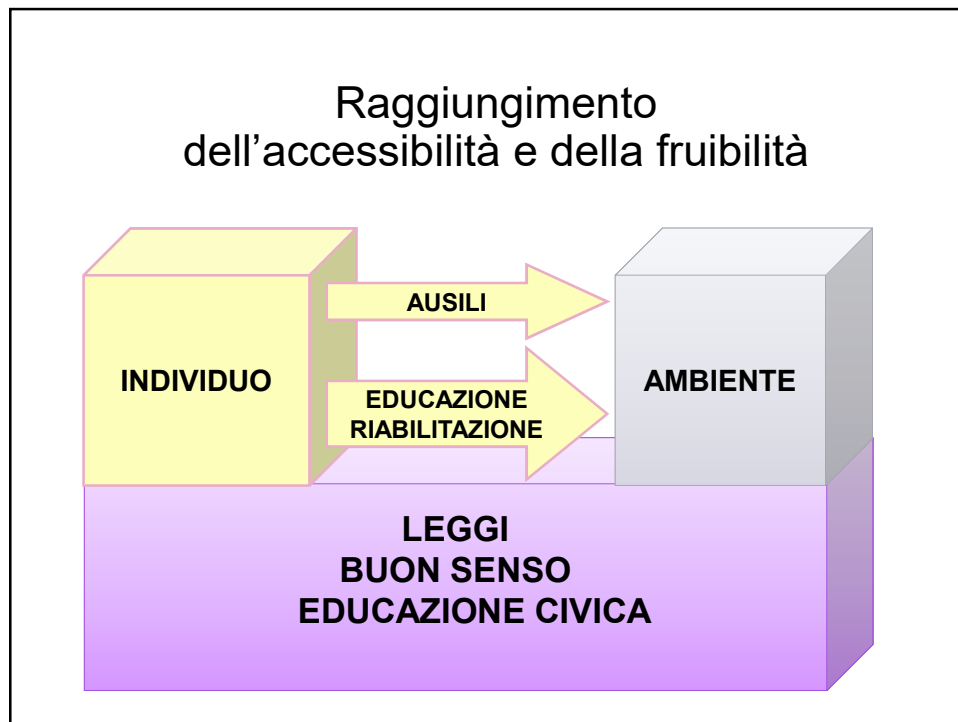 Raggiungimento
dell’accessibilità e della fruibilità
AUSILI
INDIVIDUO
AMBIENTE
EDUCAZIONE
RIABILITAZIONE
LEGGI
BUON SENSO
EDUCAZIONE CIVICA